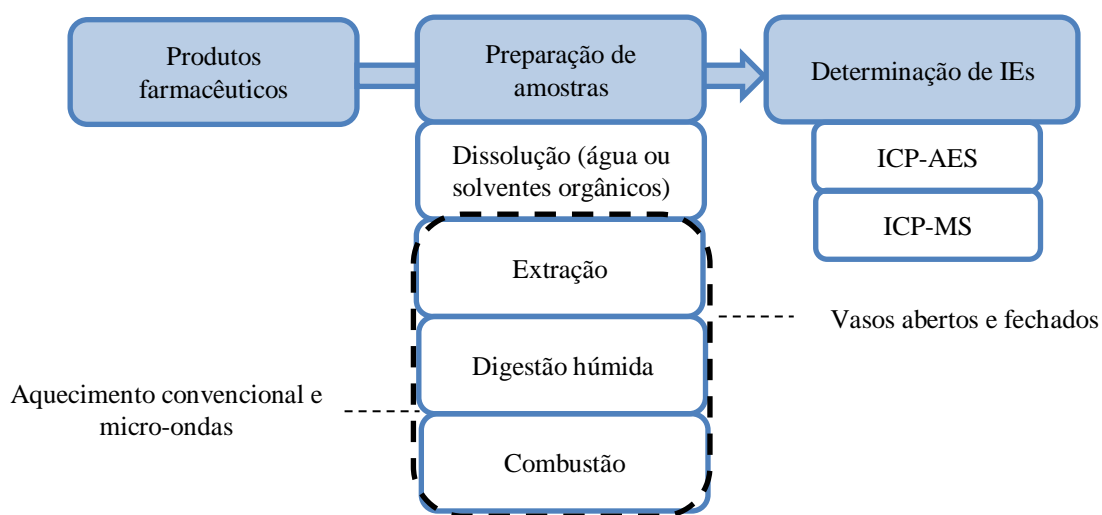 Produtos
farmacêuticos
Preparação de
amostras
Determinação de IEs
Dissolução (água ou
solventes orgânicos)
ICP-AES
ICP-MS
Extração
Vasos abertos e fechados
Digestão húmida
Aquecimento convencional e
micro-ondas
Combustão